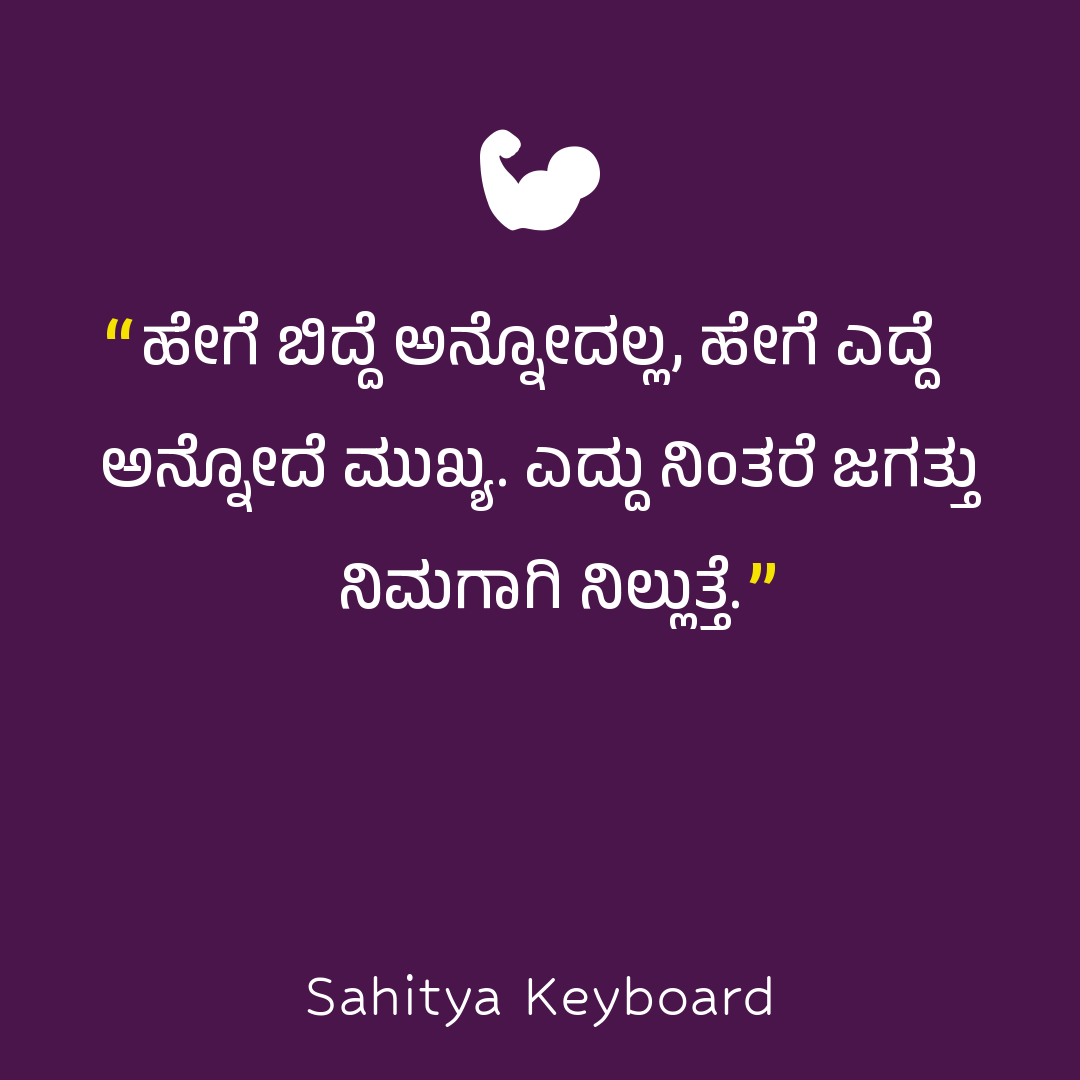 “ಹೇಗೆ ಬಿದ್ದೆ ಅನ್ನೋದಲ್ಲ, ಹೇಗೆ ಎದ್ದೆ
ಅನ್ನೋದೆ ಮುಖ್ಯ. ಎದ್ದು ನಿಂತರೆ ಜಗತ್ತು
ನಿಮಗಾಗಿ ನಿಲ್ಲುತ್ತೆ.”
Sahitya Keyboard